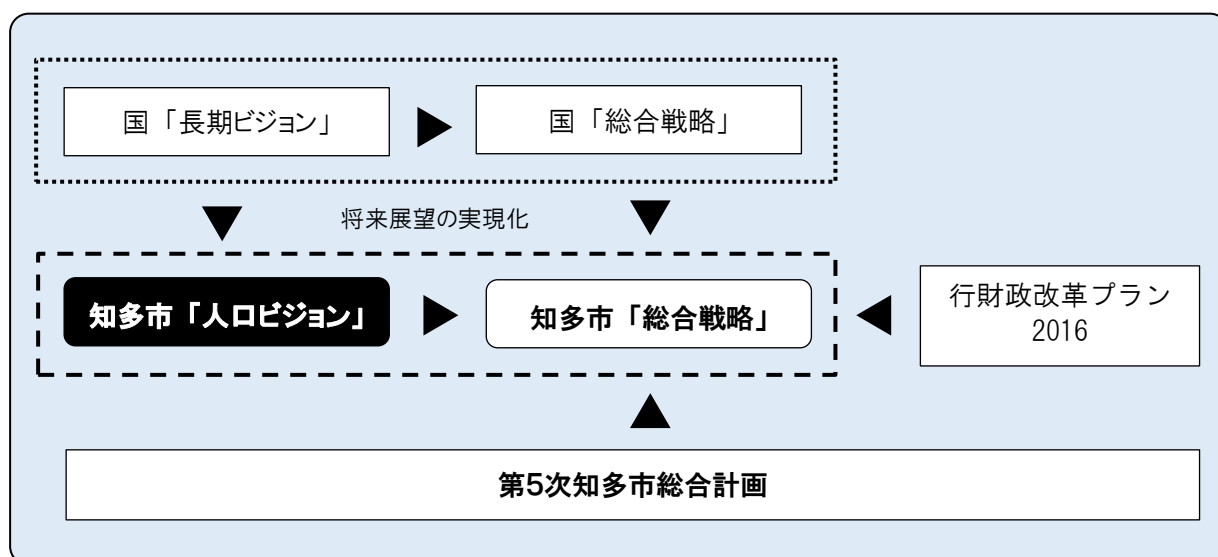 国「長期ビジョン」
国「総合戦略」
将来展望の実現化
知多市「人口ビジョン」
知多市「総合戦略」
行財政改革プラン
2016
第5次知多市総合計画